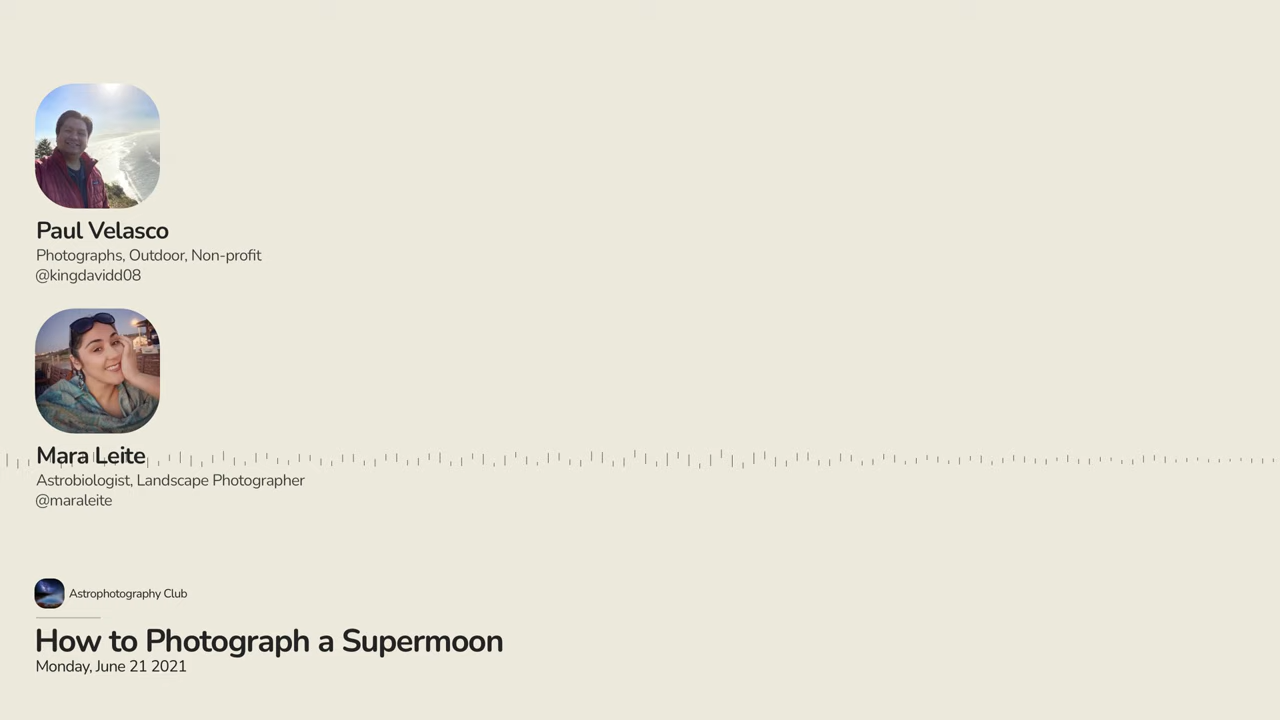 Paul Velasco
Photographs, Outdoor, Non-profit
@kingdavidd08
Mara Leite
Astrobiologist, Landscape Photographer
@maraleite
Astrophotography Club
How to Photograph a Supermoon
Monday, June 21 2021